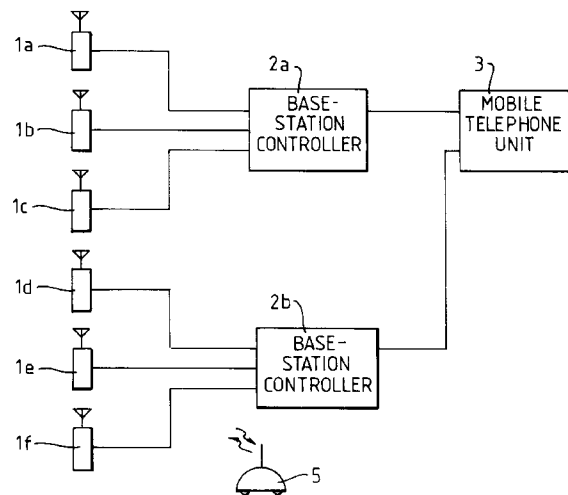 1a
2a
3
BASE-
STATION
CONTROLLER
MOBILE
TELEPHONE
UNIT
1b
1c
1d
2b
BASE-
STATION
CONTROLLER
1e
1f
5